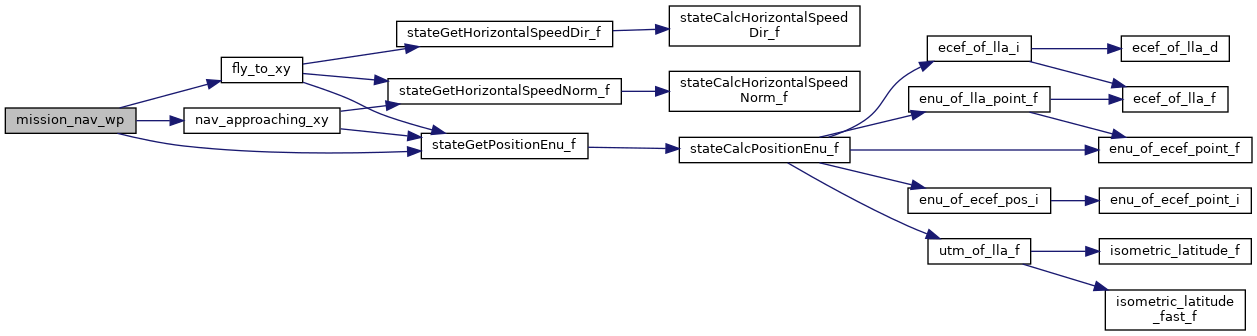 mission_nav_wp
fly_to_xy
nav_approaching_xy
stateGetHorizontalSpeedDir_f
stateGetHorizontalSpeedNorm_f
stateGetPositionEnu_f
stateCalcHorizontalSpeed
Dir_f
stateCalcHorizontalSpeed
Norm_f
stateCalcPositionEnu_f
ecef_of_lla_i
enu_of_lla_point_f
enu_of_ecef_pos_i
utm_of_lla_f
ecef_of_lla_d
ecef_of_lla_f
enu_of_ecef_point_f
enu_of_ecef_point_i
isometric_latitude_f
isometric_latitude
_fast_f